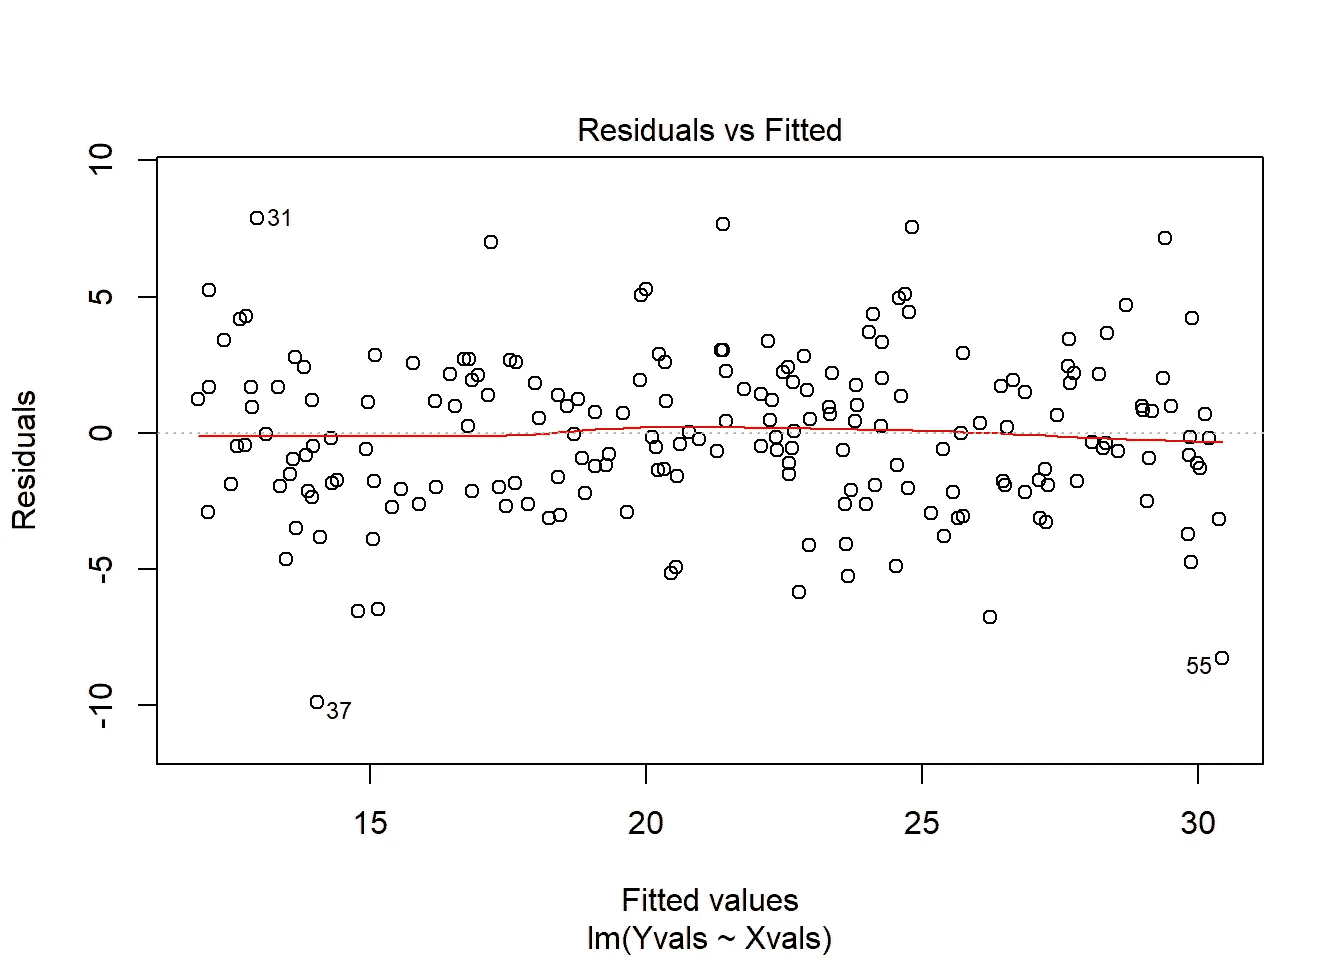 Residuals vs Fitted
Residuals
10
5
0
-5
-10
31
37
55
15 20 25 30
Fitted values
lm(Yvals ~ Xvals)